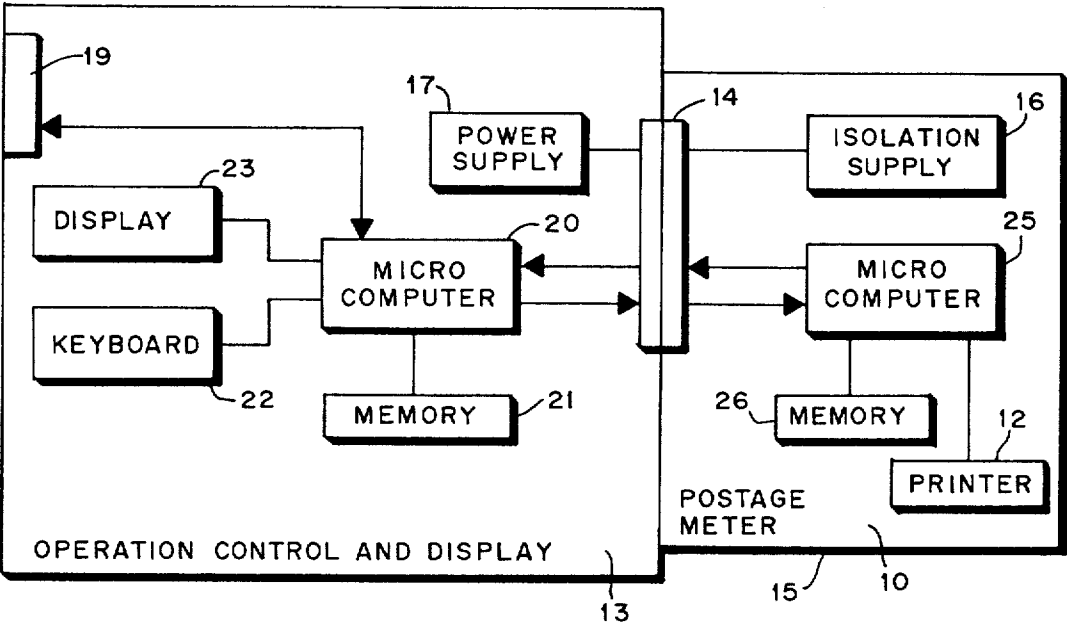 19
17
POWER
SUPPLY
14
16
ISOLATION
SUPPLY
23
DISPLAY
20
MICRO
COMPUTER
25
MICRO
COMPUTER
KEYBOARD
22
MEMORY
21
26
MEMORY
12
PRINTER
POSTAGE
METER
OPERATION CONTROL AND DISPLAY
13
15
10